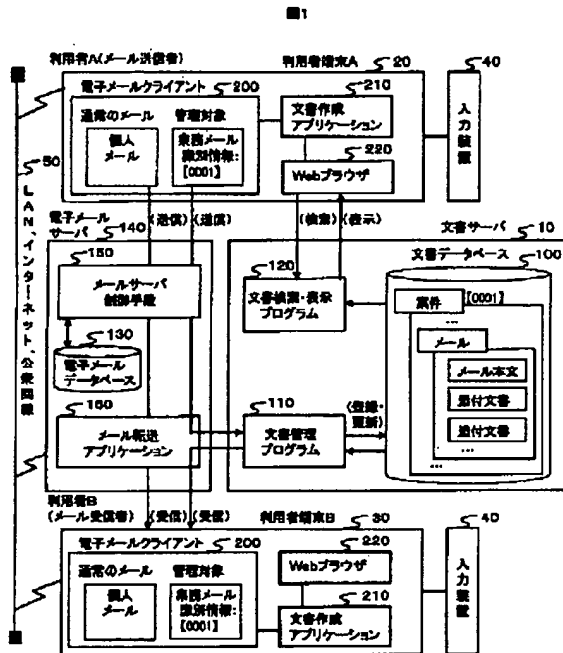 図1
利用者A(メール送信者)
利用者端末A
20
40
電子メールクライアント
200
210
通常のメール
管理対象
文書作成
アプリケーション
個人
メール
業務メール
識別情報:
[0001]
220
Webブラウザ
入力装置
50
LAN、インターネット、公衆回線
電子メール
サーバ
140
(送信)
(送信)
(検索)
(表示)
文書サーバ
10
150
メールサーバ
制御手段
120
文書検索・表示
プログラム
文書データベース
100
案件
[0001]
...
メール
...
メール本文
添付文書
添付文書
...
...
130
電子メール
データベース
160
メール転送
アプリケーション
110
文書管理
プログラム
(登録・
更新)
利用者B
(メール受信者)
(受信)
(受信)
利用者端末B
30
40
電子メールクライアント
200
220
通常のメール
管理対象
Webブラウザ
個人
メール
業務メール
識別情報:
[0001]
210
文書作成
アプリケーション
入力装置